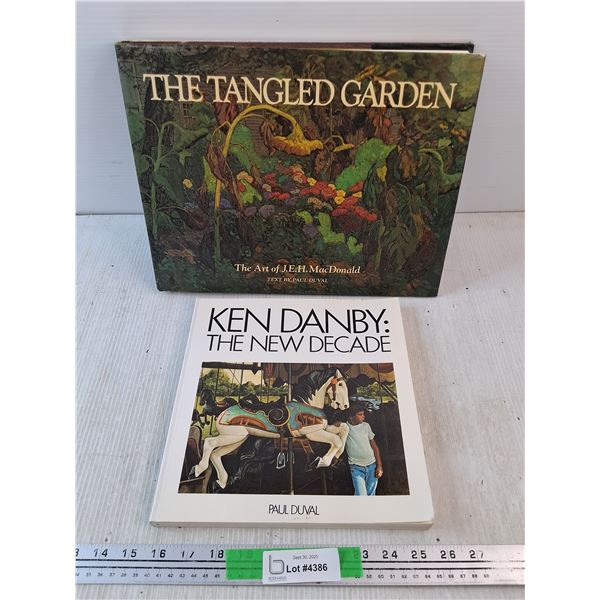 THE TANGLED GARDEN
The Art of J.E.H. MacDonald
TEXT BY PAUL DUVAL
KEN DANBY:
THE NEW DECADE
PAUL DUVAL
14 15 16 17 18 23 24 25 26 27
Sept 30, 2025
Lot #4386